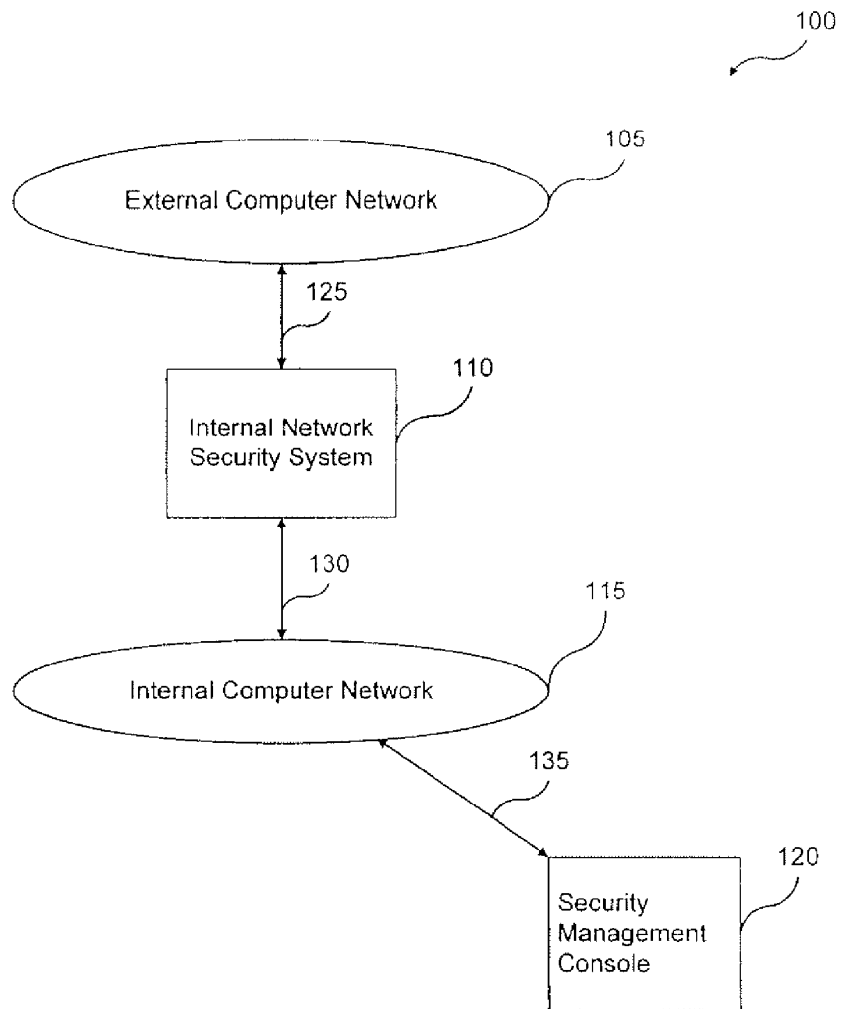 100
105
External Computer Network
125
110
Internal Network
Security System
130
115
Internal Computer Network
135
120
Security
Management
Console